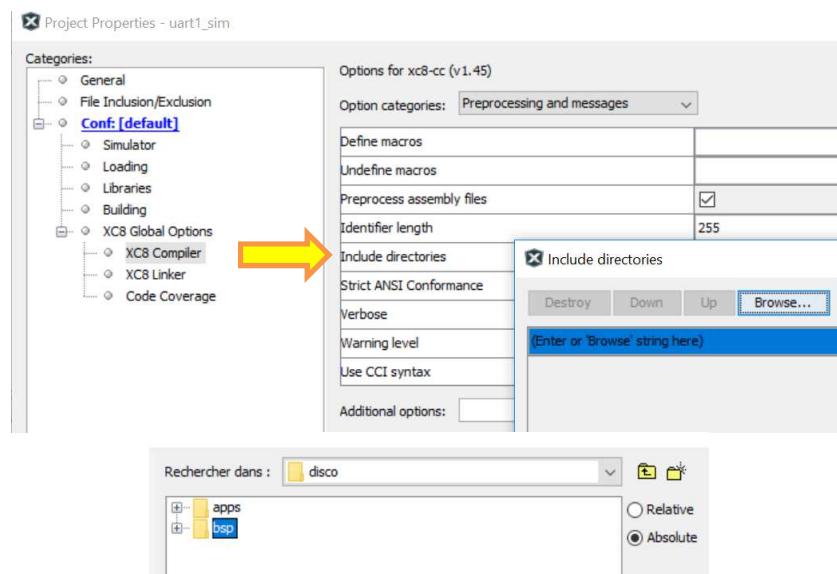 Project Properties - uart1_sim
Categories:
General
File Inclusion/Exclusion
Conf: [default]
Simulator
Loading
Libraries
Building
XC8 Global Options
XC8 Compiler
XC8 Linker
Code Coverage
Options for xc8-cc (v1.45)
Option categories: Preprocessing and messages
Define macros
Undefine macros
Preprocess assembly files
Identifier length 255
Include directories
Strict ANSI Conformance
Verbose
Warning level
Use CCI syntax
Additional options:
Include directories
Destroy Down Up Browse...
(Enter or 'Browse' string here)
Rechercher dans : disco
apps
bsp
Relative
Absolute